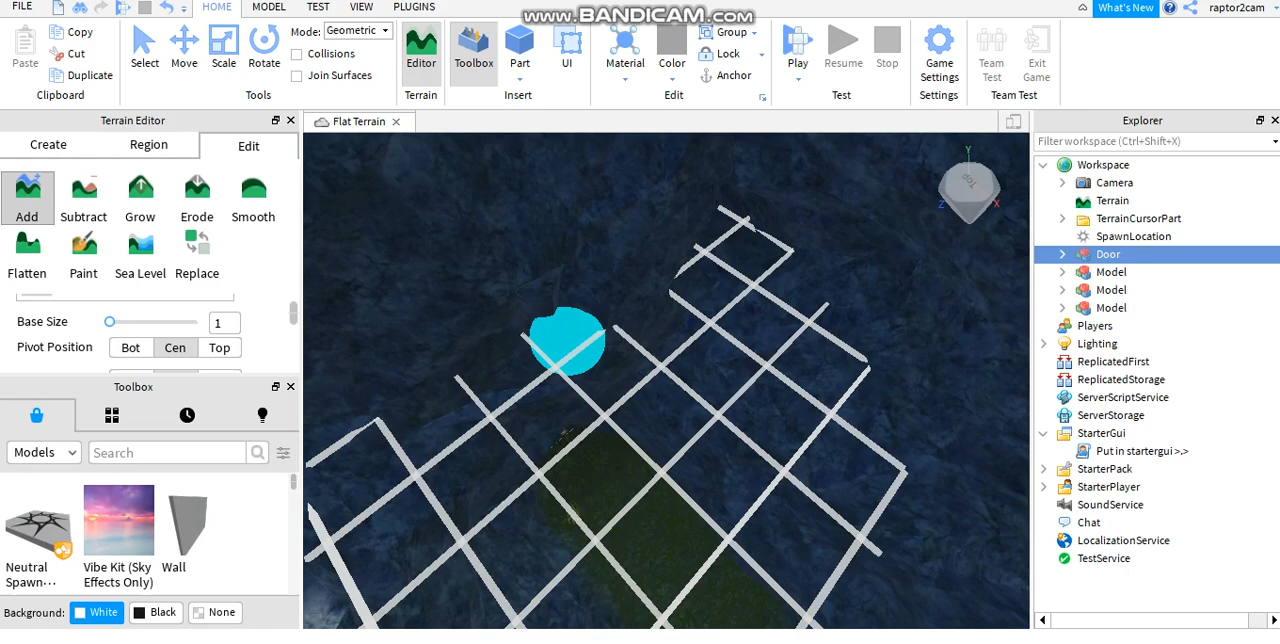 www.BANDICAM.com
FILE HOME MODEL TEST VIEW PLUGINS What's New raptor2cam
Paste Copy Cut Duplicate
Clipboard
Select Move Scale Rotate
Mode: Geometric
Collisions
Join Surfaces
Tools
Editor
Terrain
Toolbox Part UI
Insert
Material Color Group Lock Anchor
Edit
Play Resume Stop
Test
Game Settings
Settings
Team Test Exit Game
Team Test
Terrain Editor
Create Region Edit
Add Subtract Grow Erode Smooth
Flatten Paint Sea Level Replace
Base Size 1
Pivot Position Bot Cen Top
Toolbox
Models Search
Neutral Spawn...
Vibe Kit (Sky Effects Only)
Wall
Background: White Black None
Flat Terrain
TOP
Y
Z X
Explorer
Filter workspace (Ctrl+Shift+X)
Workspace
Camera
Terrain
TerrainCursorPart
SpawnLocation
Door
Model
Model
Model
Players
Lighting
ReplicatedFirst
ReplicatedStorage
ServerScriptService
ServerStorage
StarterGui
Put in startergui >.>
StarterPack
StarterPlayer
SoundService
Chat
LocalizationService
TestService